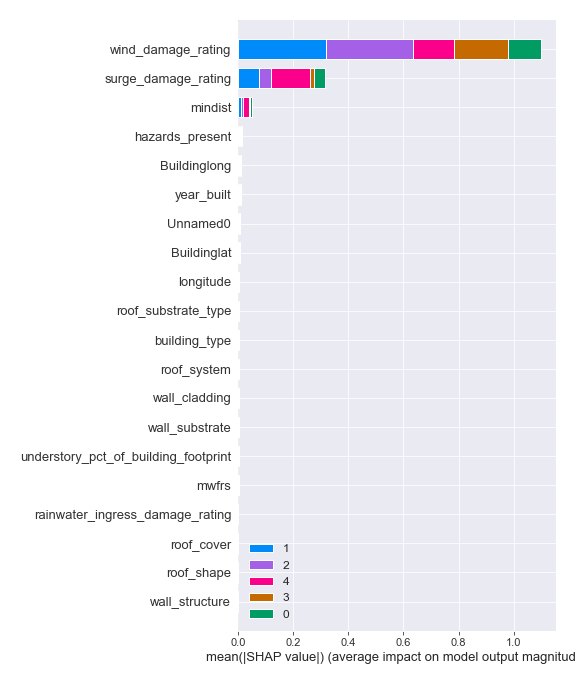 wind_damage_rating
surge_damage_rating
mindist
hazards_present
Buildinglong
year_built
Unnamed0
Buildinglat
longitude
roof_substrate_type
building_type
roof_system
wall_cladding
wall_substrate
understory_pct_of_building_footprint
mwfrs
rainwater_ingress_damage_rating
roof_cover
roof_shape
wall_structure
1
2
4
3
0
0.0 0.2 0.4 0.6 0.8 1.0
mean(|SHAP value|) (average impact on model output magnitud